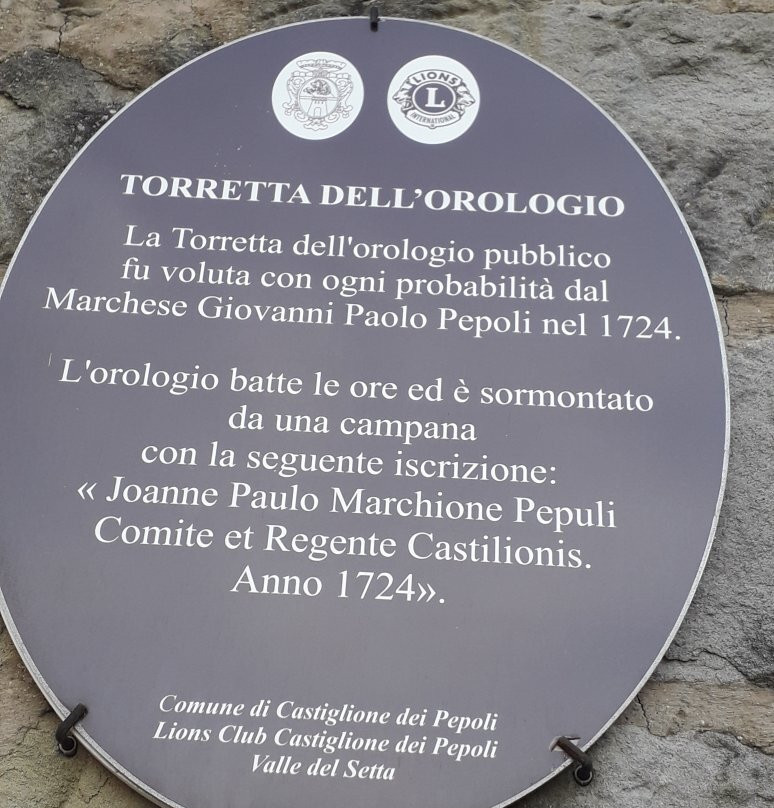 LIONS
L
INTERNATIONAL
TORRETTA DELL'OROLOGIO
La Torretta dell'orologio pubblico
fu voluta con ogni probabilità dal
Marchese Giovanni Paolo Pepoli nel 1724.
L'orologio batte le ore ed è sormontato
da una campana
con la seguente iscrizione:
« Joanne Paulo Marchione Pepuli
Comite et Regente Castilionis.
Anno 1724».
Comune di Castiglione dei Pepoli
Lions Club Castiglione dei Pepoli
Valle del Setta